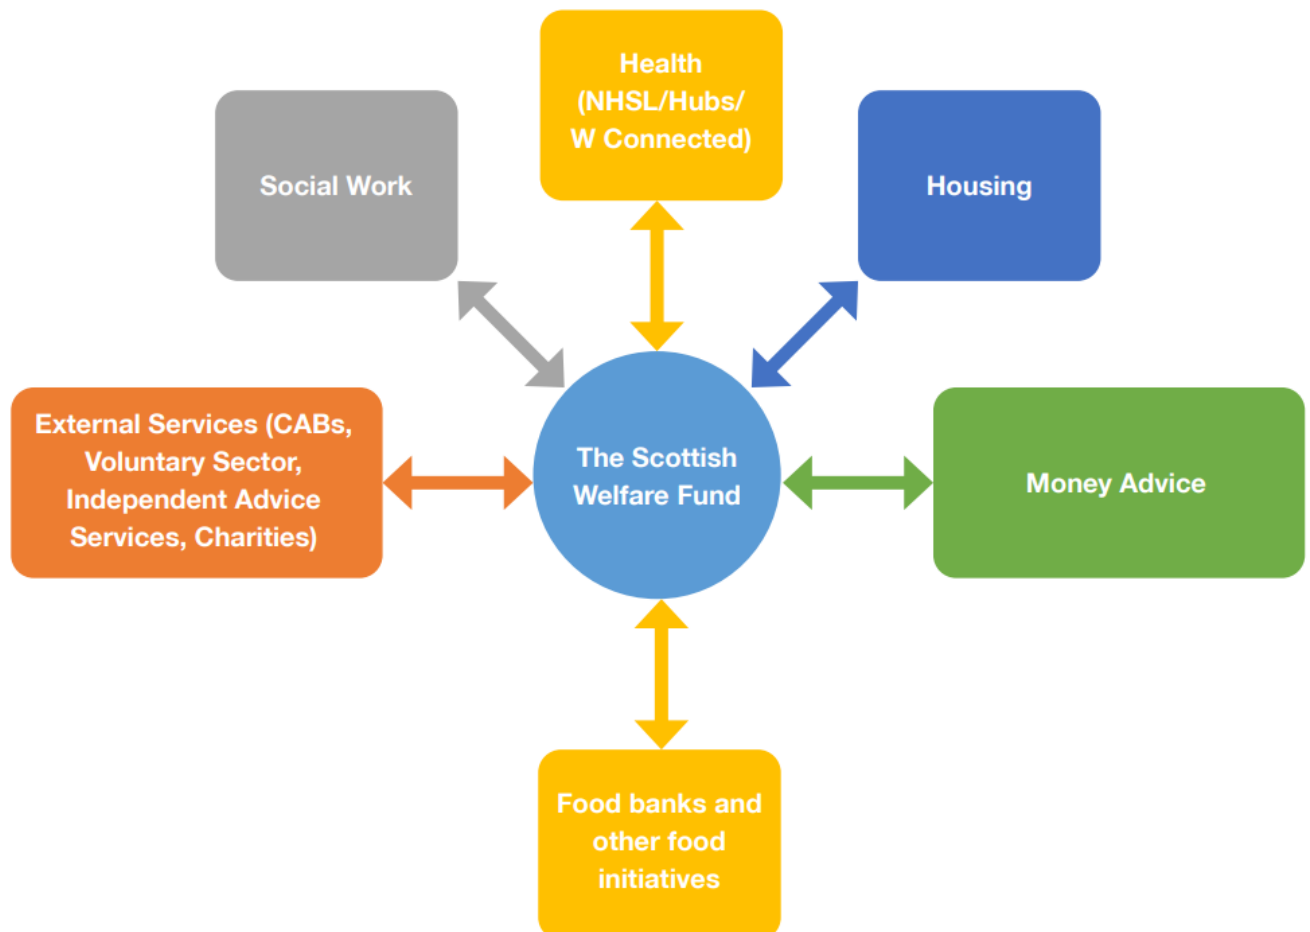 Health
(NHSL/Hubs/
W Connected)
Social Work
Housing
External Services (CABs,
Voluntary Sector,
Independent Advice
Services, Charities)
The Scottish
Welfare Fund
Money Advice
Food banks and
other food
initiatives